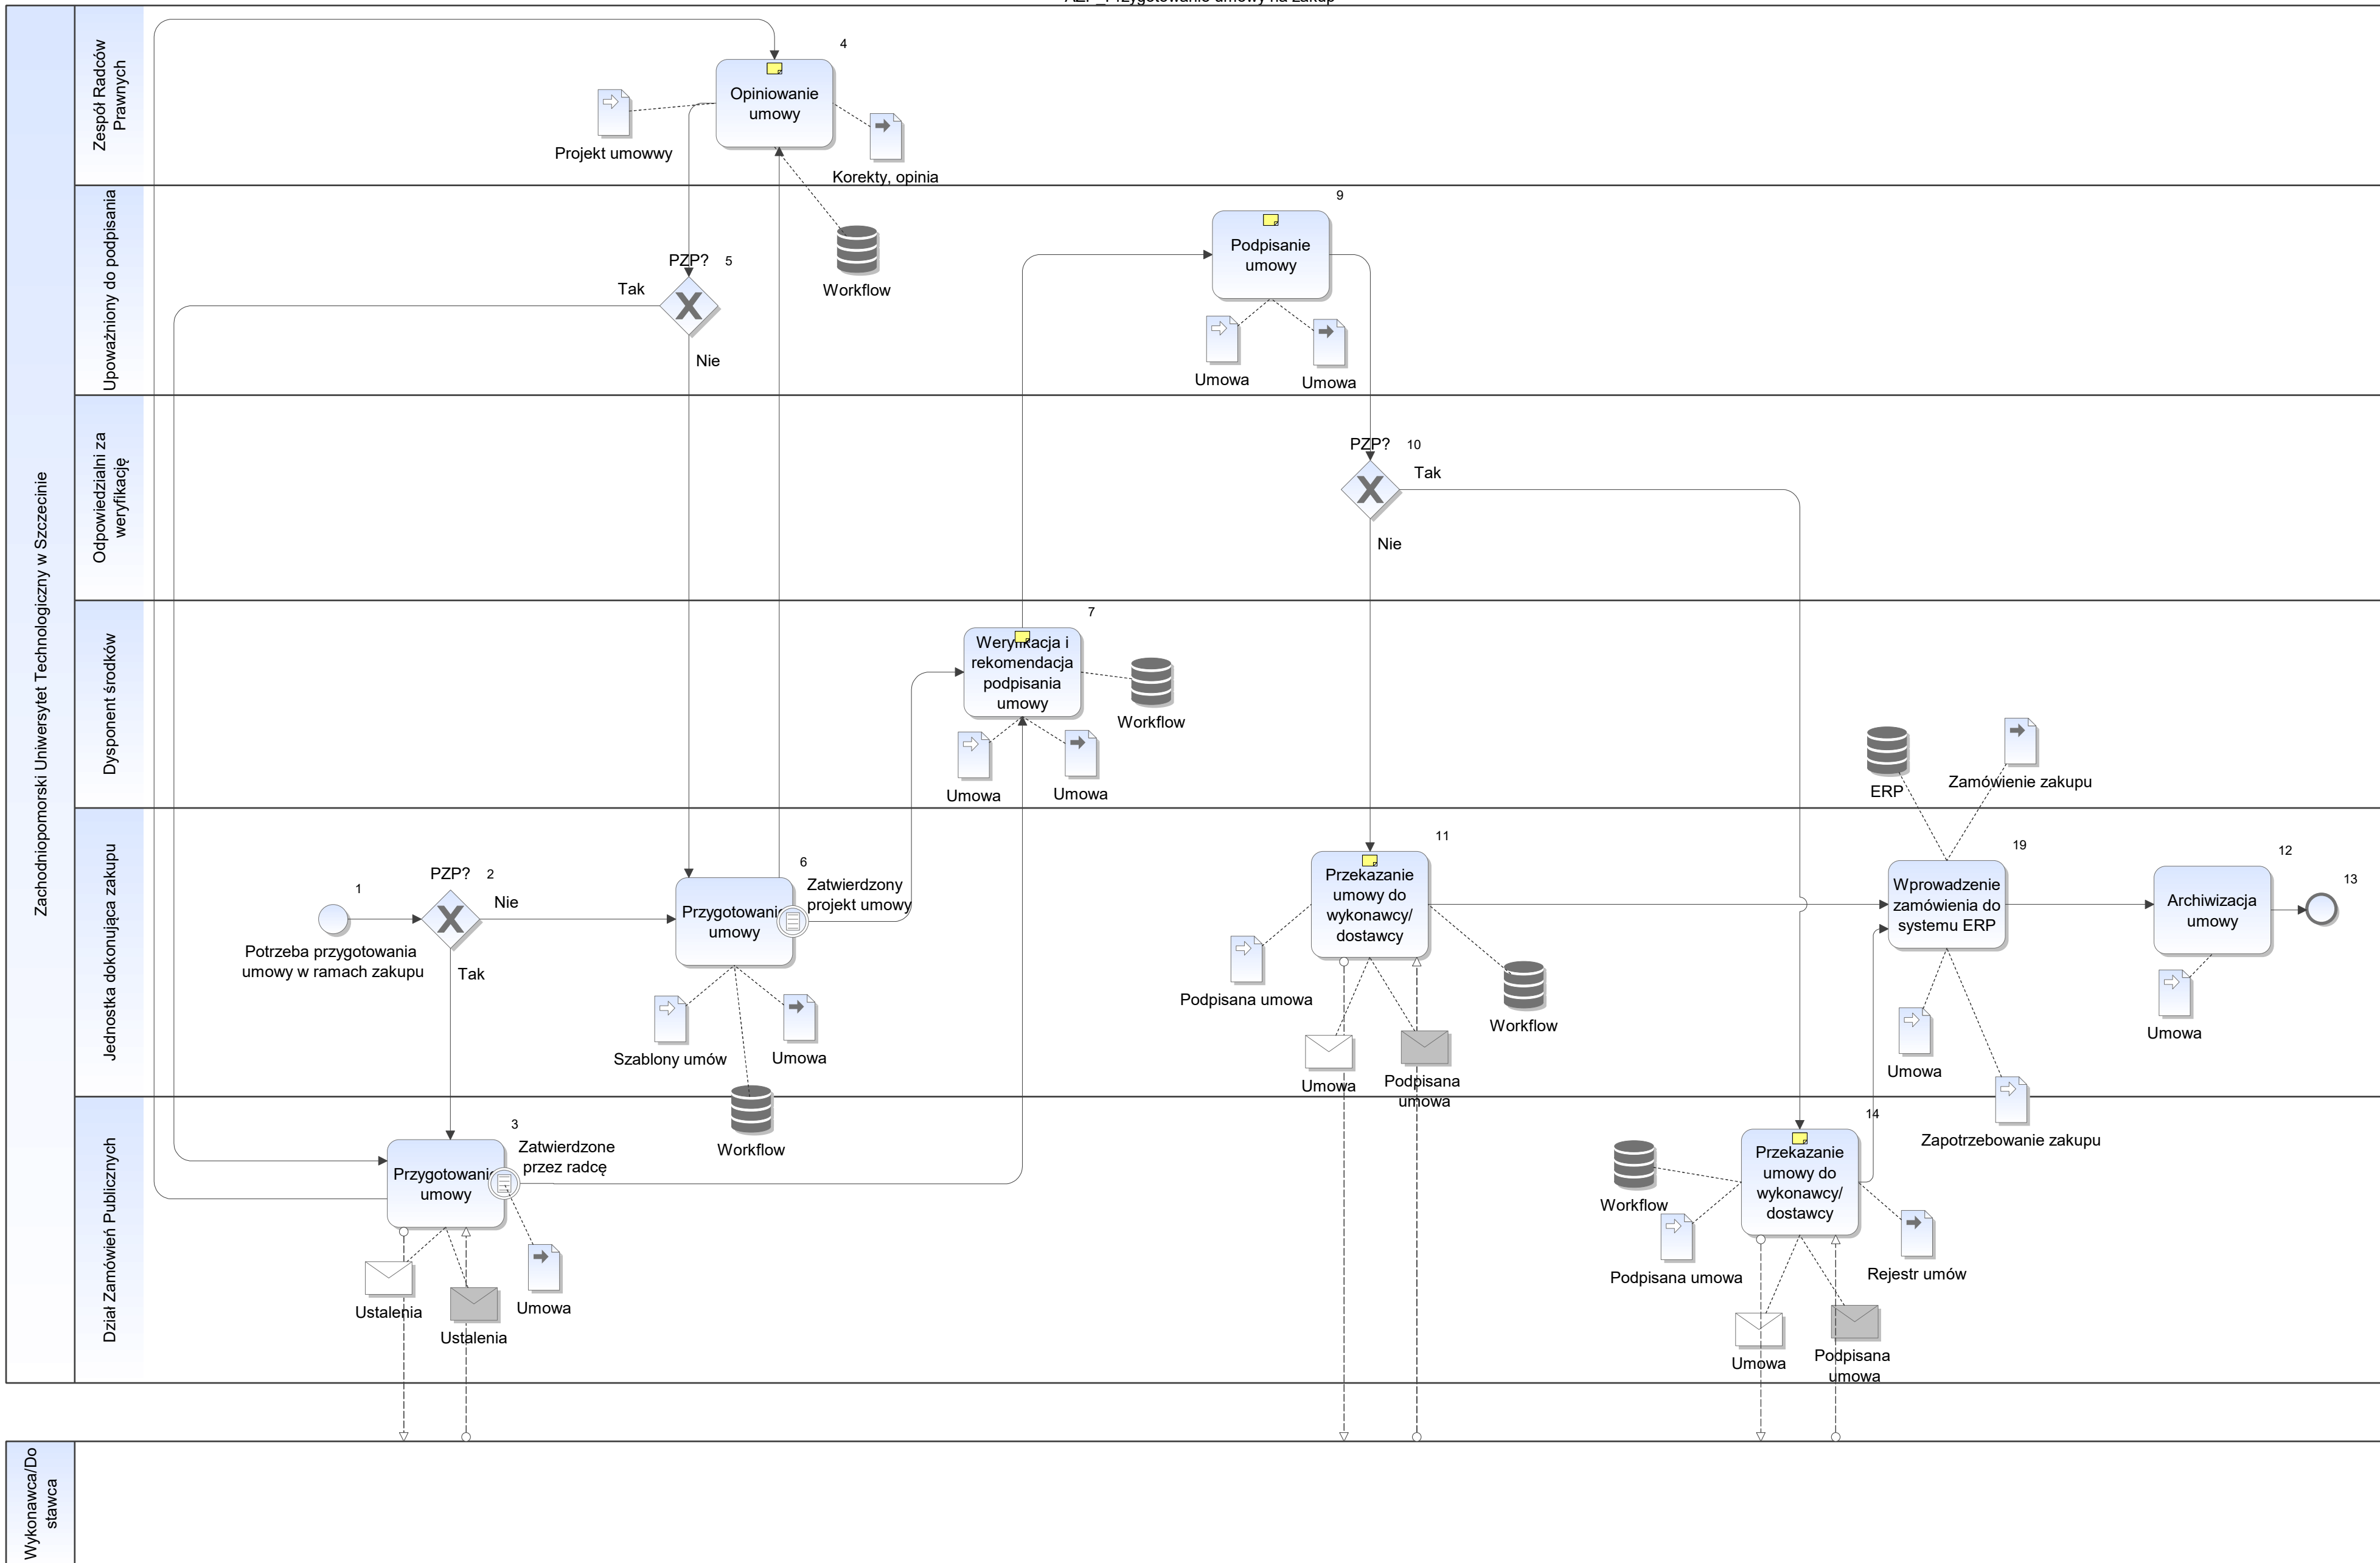 Zachodniopomorski Uniwersytet Technologiczny w Szczecinie
Zespół Radców
Prawnych
4
Opiniowanie
umowy
Projekt umowwy
Korekty, opinia
Upoważniony do podpisania
PZP?
5
Tak
Nie
Workflow
9
Podpisanie
umowy
Umowa
Umowa
Odpowiedzialni za
weryfikację
PZP?
10
Tak
Nie
Dysponent środków
7
Weryfikacja i
rekomendacja
podpisania
umowy
Workflow
Umowa
Umowa
ERP
Zamówienie zakupu
Jednostka dokonująca zakupu
1
Potrzeba przygotowania
umowy w ramach zakupu
PZP?
2
Nie
Tak
6
Przygotowanie
umowy
Zatwierdzony
projekt umowy
Szablony umów
Umowa
Workflow
11
Przekazanie
umowy do
wykonawcy/
dostawcy
Podpisana umowa
Workflow
Umowa
Podpisana
umowa
19
Wprowadzenie
zamówienia do
systemu ERP
Umowa
Zapotrzebowanie zakupu
12
Archiwizacja
umowy
Umowa
13
Dział Zamówień Publicznych
3
Przygotowanie
umowy
Zatwierdzone
przez radcę
Ustalenia
Ustalenia
Umowa
14
Przekazanie
umowy do
wykonawcy/
dostawcy
Workflow
Podpisana umowa
Rejestr umów
Umowa
Podpisana
umowa
Wykonawca/Do
stawca